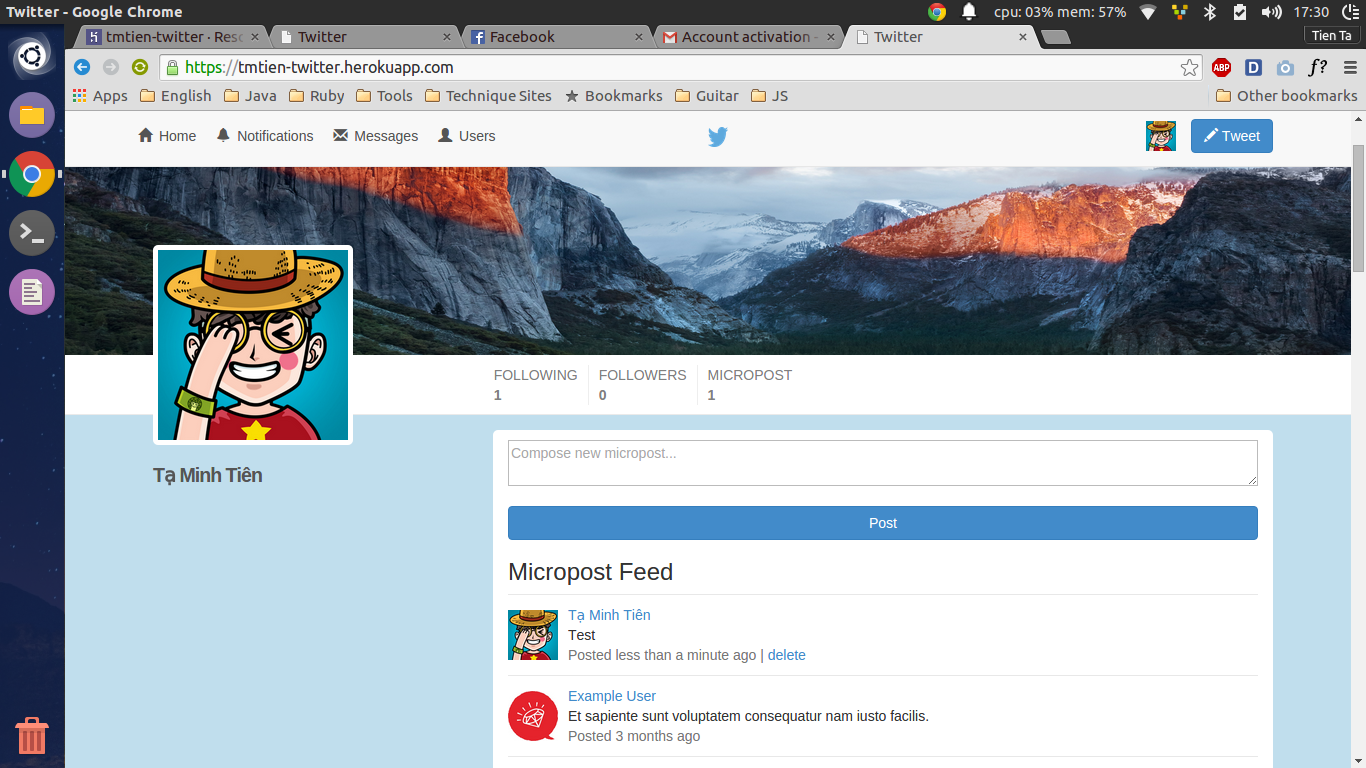 Twitter - Google Chrome
cpu: 03% mem: 57%
17:30
tmtien-twitter · Reso
Twitter
Facebook
Account activation -
Twitter
Tien Ta
https://tmtien-twitter.herokuapp.com
ABP
D
f?
Apps
English
Java
Ruby
Tools
Technique Sites
Bookmarks
Guitar
JS
Other bookmarks
Home
Notifications
Messages
Users
Tweet
FOLLOWING
FOLLOWERS
MICROPOST
1
0
1
Tạ Minh Tiên
Compose new micropost...
Post
Micropost Feed
Tạ Minh Tiên
Test
Posted less than a minute ago | delete
Example User
Et sapiente sunt voluptatem consequatur nam iusto facilis.
Posted 3 months ago